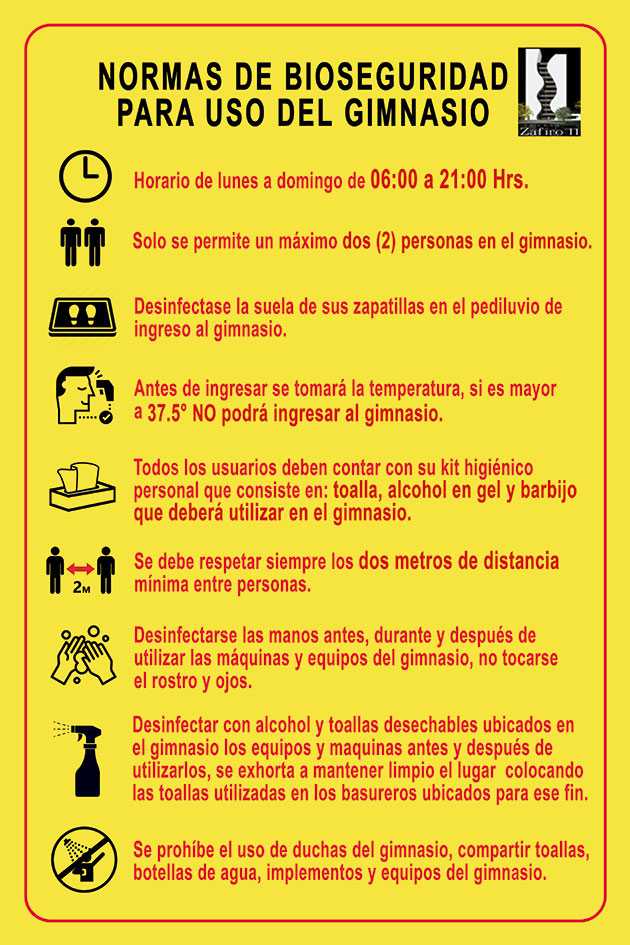 NORMAS DE BIOSEGURIDAD
PARA USO DEL GIMNASIO
Zafiro II
Horario de lunes a domingo de 06:00 a 21:00 Hrs.
Solo se permite un máximo dos (2) personas en el gimnasio.
Desinfectase la suela de sus zapatillas en el pediluvio de
ingreso al gimnasio.
Antes de ingresar se tomará la temperatura, si es mayor
a 37.5° NO podrá ingresar al gimnasio.
Todos los usuarios deben contar con su kit higiénico
personal que consiste en: toalla, alcohol en gel y barbijo
que deberá utilizar en el gimnasio.
2M
Se debe respetar siempre los dos metros de distancia
mínima entre personas.
Desinfectarse las manos antes, durante y después de
utilizar las máquinas y equipos del gimnasio, no tocarse
el rostro y ojos.
Desinfectar con alcohol y toallas desechables ubicados en
el gimnasio los equipos y maquinas antes y después de
utilizarlos, se exhorta a mantener limpio el lugar colocando
las toallas utilizadas en los basureros ubicados para ese fin.
Se prohíbe el uso de duchas del gimnasio, compartir toallas,
botellas de agua, implementos y equipos del gimnasio.